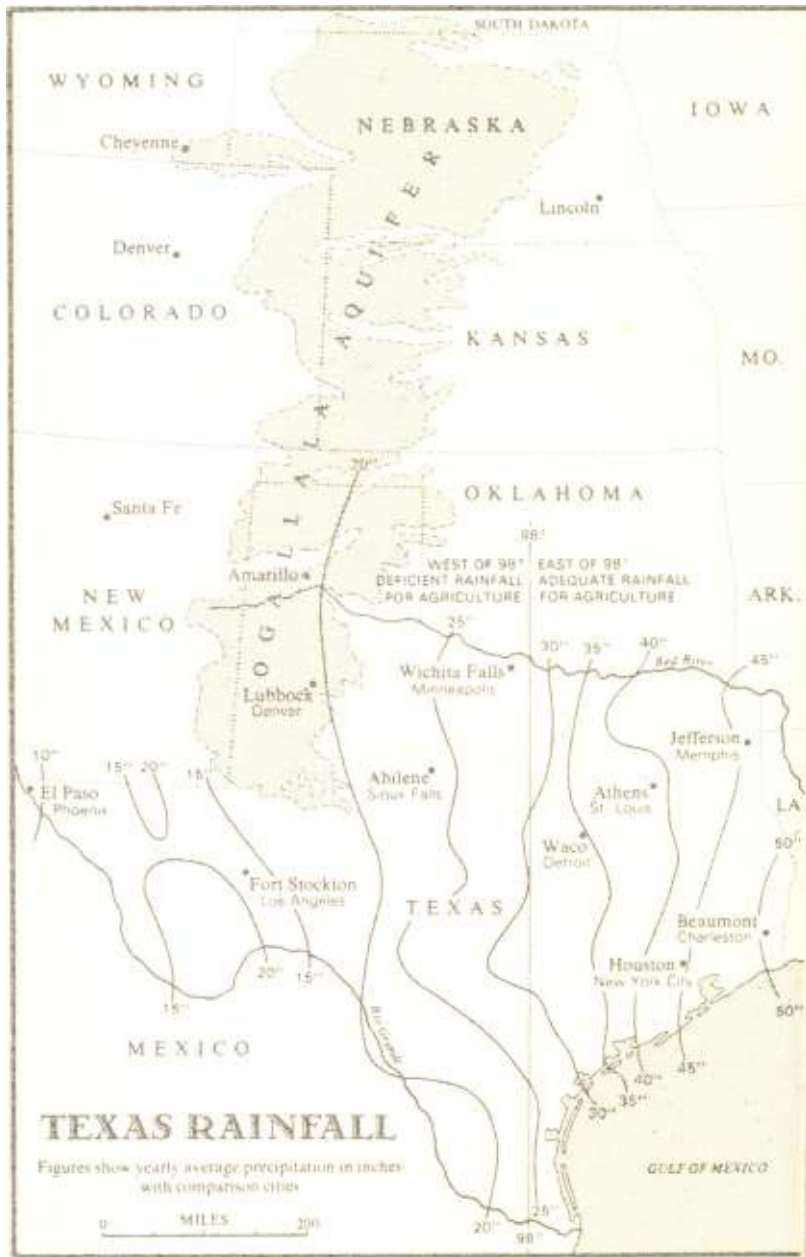 SOUTH DAKOTA
WYOMING
IOWA
NEBRASKA
Cheyenne
Lincoln
Denver
COLORADO
KANSAS
MO.
OGALLALA AQUIFER
20"
Santa Fe
OKLAHOMA
98°
WEST OF 98° EAST OF 98°
DEFICIENT RAINFALL ADEQUATE RAINFALL
FOR AGRICULTURE FOR AGRICULTURE
Amarillo
NEW
MEXICO
ARK.
25"
30" 35" 40" 45"
Red River
Wichita Falls
Minneapolis
Lubbock
Denver
Jefferson
Memphis
10" 15" 20" 15"
El Paso
Phoenix
Abilene
Sioux Falls
Athens
St. Louis
LA.
Waco
Detroit
50"
Fort Stockton
Los Angeles
TEXAS
Beaumont
Charleston
Houston
New York City
15" 20" 15"
50"
Rio Grande
MEXICO
45"
40"
35"
30"
TEXAS RAINFALL
Figures show yearly average precipitation in inches
with comparison cities
GULF OF MEXICO
0 MILES 200
20" 98° 25"